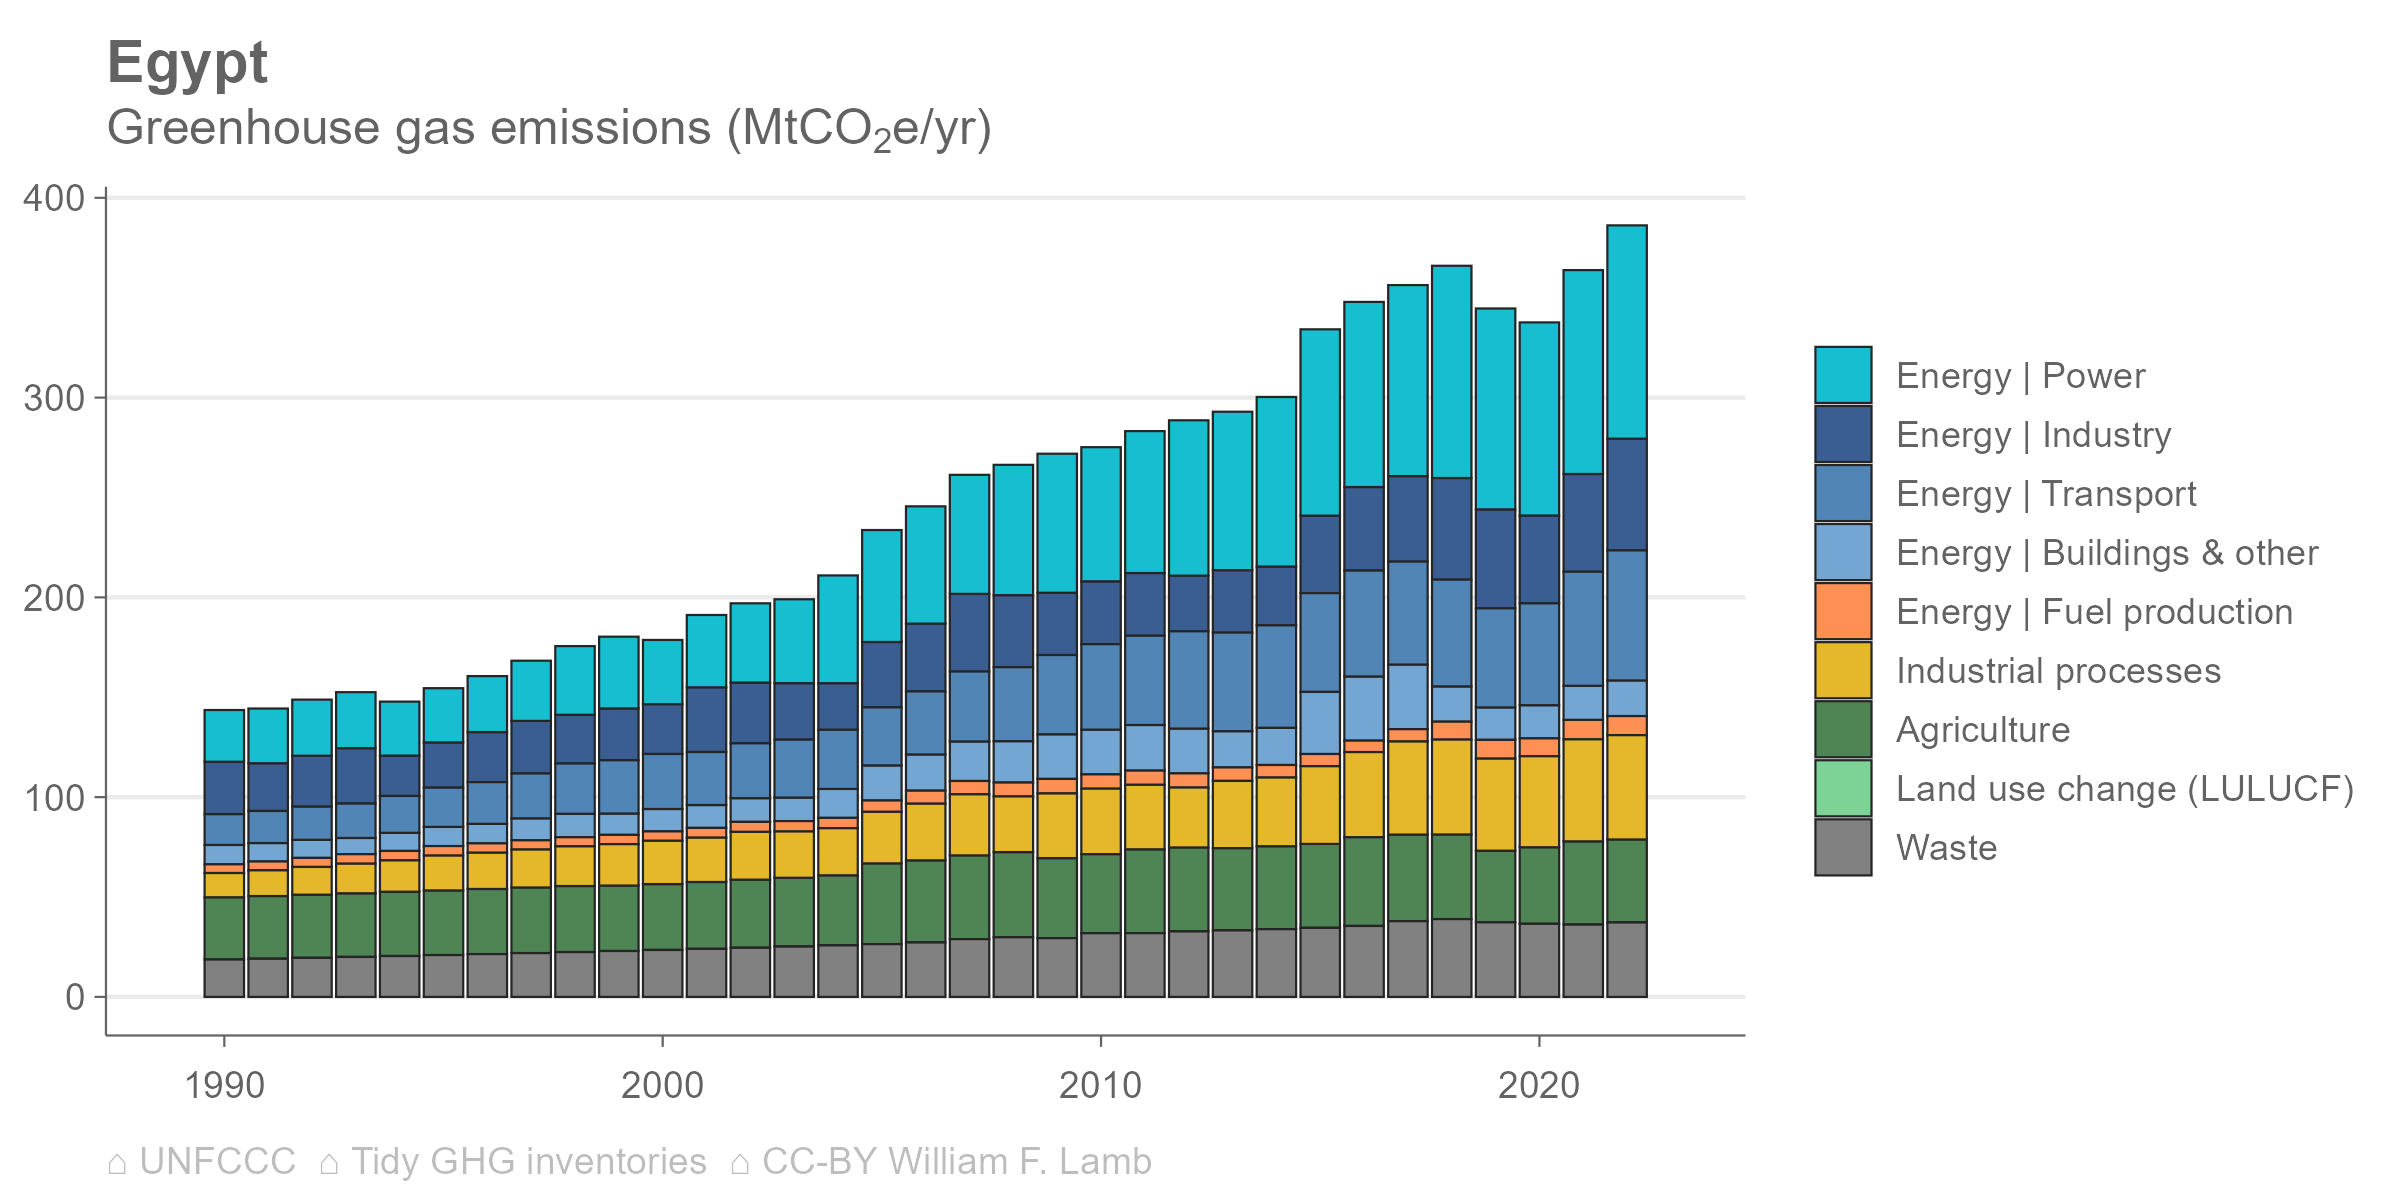 Egypt
Greenhouse gas emissions (MtCO₂e/yr)
400
300
200
100
0
1990 2000 2010 2020
Energy | Power
Energy | Industry
Energy | Transport
Energy | Buildings & other
Energy | Fuel production
Industrial processes
Agriculture
Land use change (LULUCF)
Waste
⌂ UNFCCC ⌂ Tidy GHG inventories ⌂ CC-BY William F. Lamb